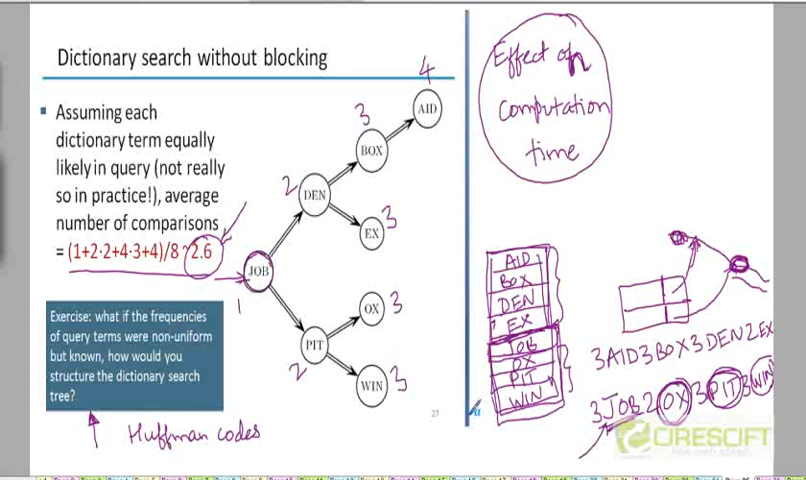 Dictionary search without blocking
Assuming each
dictionary term equally
likely in query (not really
so in practice!), average
number of comparisons
= (1+2·2+4·3+4)/8 ~2.6
Exercise: what if the frequencies
of query terms were non-uniform
but known, how would you
structure the dictionary search
tree?
Huffman codes
4
AID
3
BOX
2
DEN
3
EX
JOB
1
OX
3
PIT
2
WIN
3
27
Effect of
computation
time
AID
BOX
DEN
EX
JOB
OX
PIT
WIN
3AID3BOX3DEN2EX
3JOB2OX3PIT3WIN